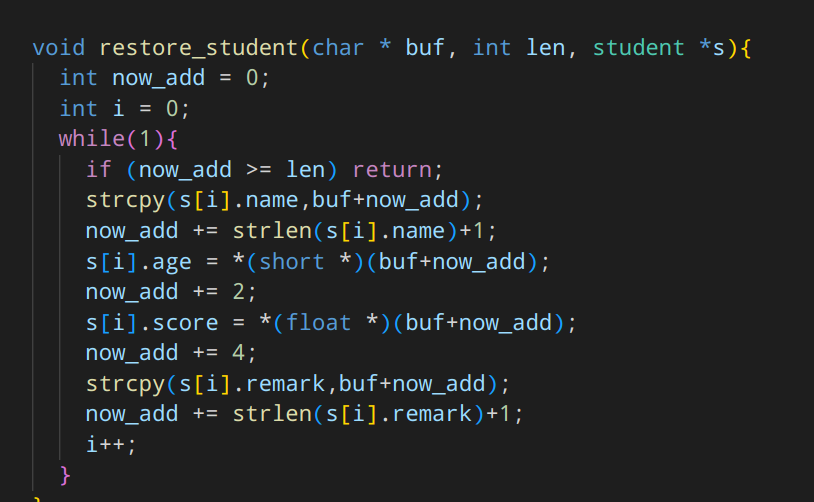 void restore_student(char * buf, int len, student *s){
int now_add = 0;
int i = 0;
while(1){
if (now_add >= len) return;
strcpy(s[i].name,buf+now_add);
now_add += strlen(s[i].name)+1;
s[i].age = *(short *)(buf+now_add);
now_add += 2;
s[i].score = *(float *)(buf+now_add);
now_add += 4;
strcpy(s[i].remark,buf+now_add);
now_add += strlen(s[i].remark)+1;
i++;
}
}